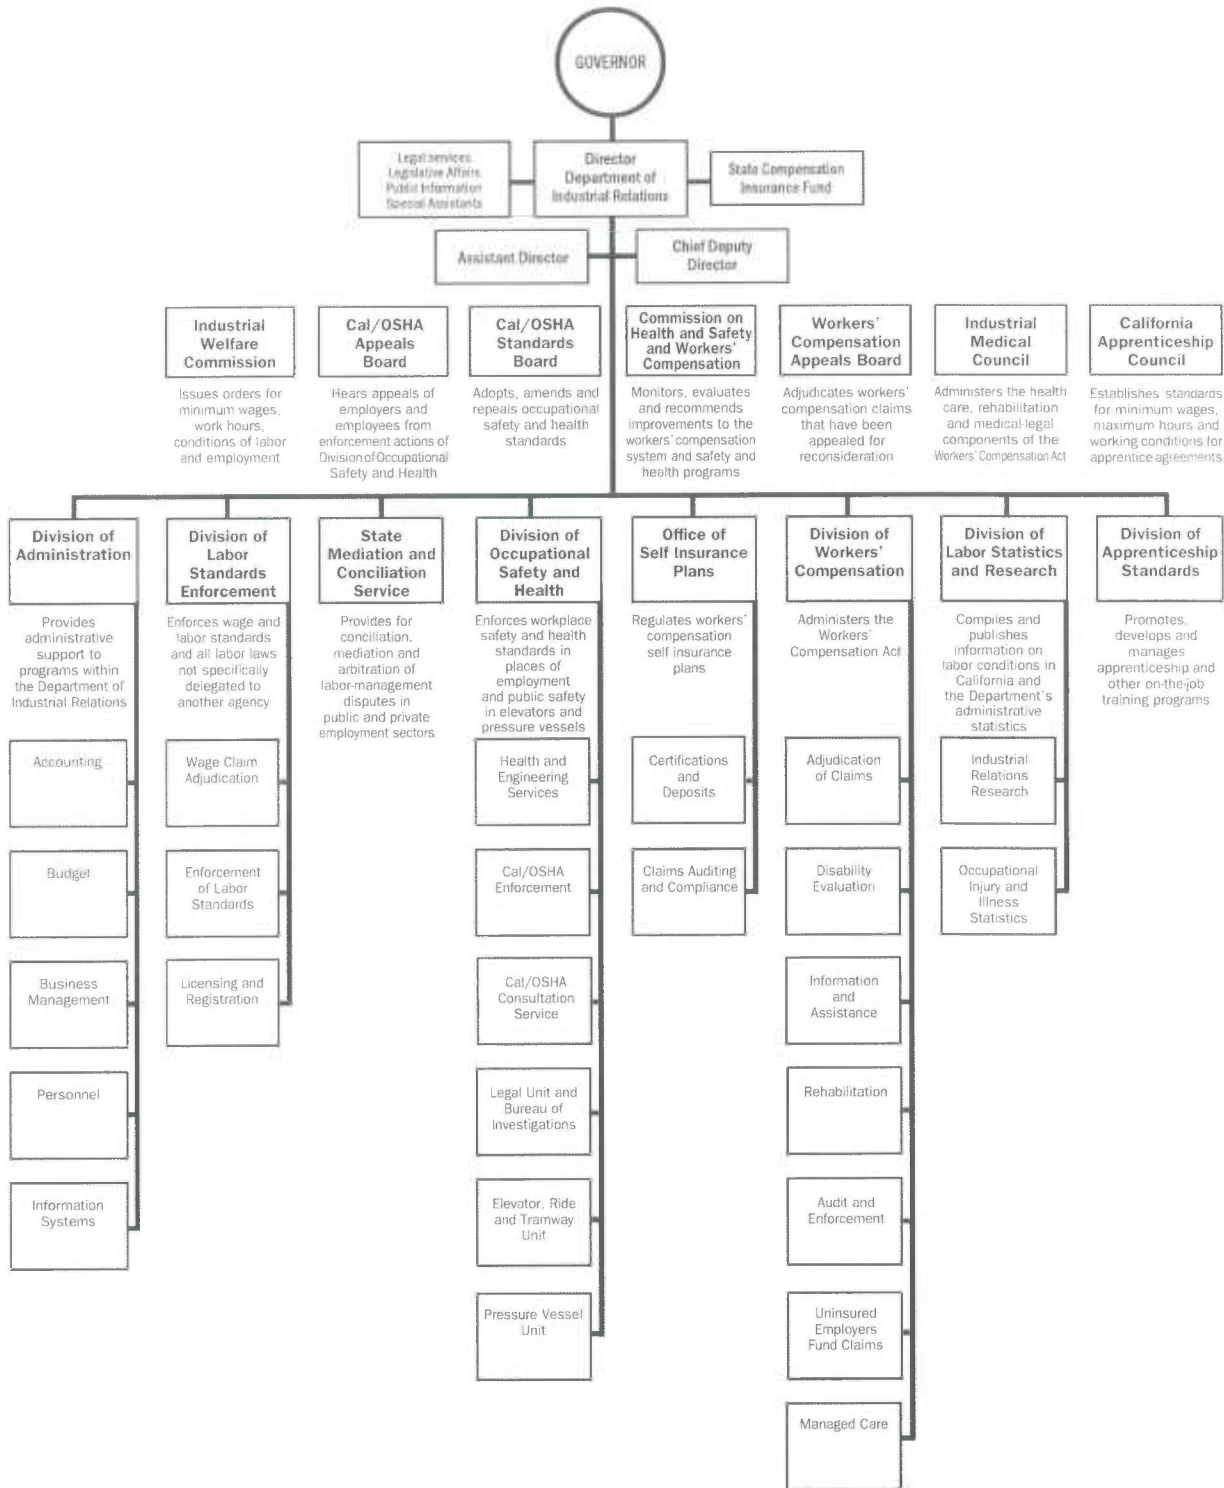 GOVERNOR
Legal services,
Legislative Affairs,
Public Information
Special Assistants
Director
Department of
Industrial Relations
State Compensation
Insurance Fund
Assistant Director
Chief Deputy
Director
Industrial
Welfare
Commission
Issues orders for
minimum wages,
work hours,
conditions of labor
and employment
Cal/OSHA
Appeals
Board
Hears appeals of
employers and
employees from
enforcement actions of
Division of Occupational
Safety and Health
Cal/OSHA
Standards
Board
Adopts, amends and
repeals occupational
safety and health
standards
Commission on
Health and Safety
and Workers'
Compensation
Monitors, evaluates
and recommends
improvements to the
workers' compensation
system and safety and
health programs
Workers'
Compensation
Appeals Board
Adjudicates workers'
compensation claims
that have been
appealed for
reconsideration
Industrial
Medical
Council
Administers the health
care, rehabilitation
and medical-legal
components of the
Workers' Compensation Act
California
Apprenticeship
Council
Establishes standards
for minimum wages,
maximum hours and
working conditions for
apprentice agreements
Division of
Administration
Provides
administrative
support to
programs within
the Department of
Industrial Relations
Accounting
Budget
Business
Management
Personnel
Information
Systems
Division of
Labor
Standards
Enforcement
Enforces wage and
labor standards
and all labor laws
not specifically
delegated to
another agency
Wage Claim
Adjudication
Enforcement
of Labor
Standards
Licensing and
Registration
State
Mediation and
Conciliation
Service
Provides for
conciliation,
mediation and
arbitration of
labor-management
disputes in
public and private
employment sectors
Division of
Occupational
Safety and
Health
Enforces workplace
safety and health
standards in
places of
employment
and public safety
in elevators and
pressure vessels
Health and
Engineering
Services
Cal/OSHA
Enforcement
Cal/OSHA
Consultation
Service
Legal Unit and
Bureau of
Investigations
Elevator, Ride
and Tramway
Unit
Pressure Vessel
Unit
Office of
Self Insurance
Plans
Regulates workers'
compensation
self insurance
plans
Certifications
and
Deposits
Claims Auditing
and Compliance
Division of
Workers'
Compensation
Administers the
Workers'
Compensation Act
Adjudication
of Claims
Disability
Evaluation
Information
and
Assistance
Rehabilitation
Audit and
Enforcement
Uninsured
Employers
Fund Claims
Managed Care
Division of
Labor Statistics
and Research
Compiles and
publishes
information on
labor conditions in
California and
the Department's
administrative
statistics
Industrial
Relations
Research
Occupational
Injury and
Illness
Statistics
Division of
Apprenticeship
Standards
Promotes,
develops and
manages
apprenticeship and
other on-the-job
training programs